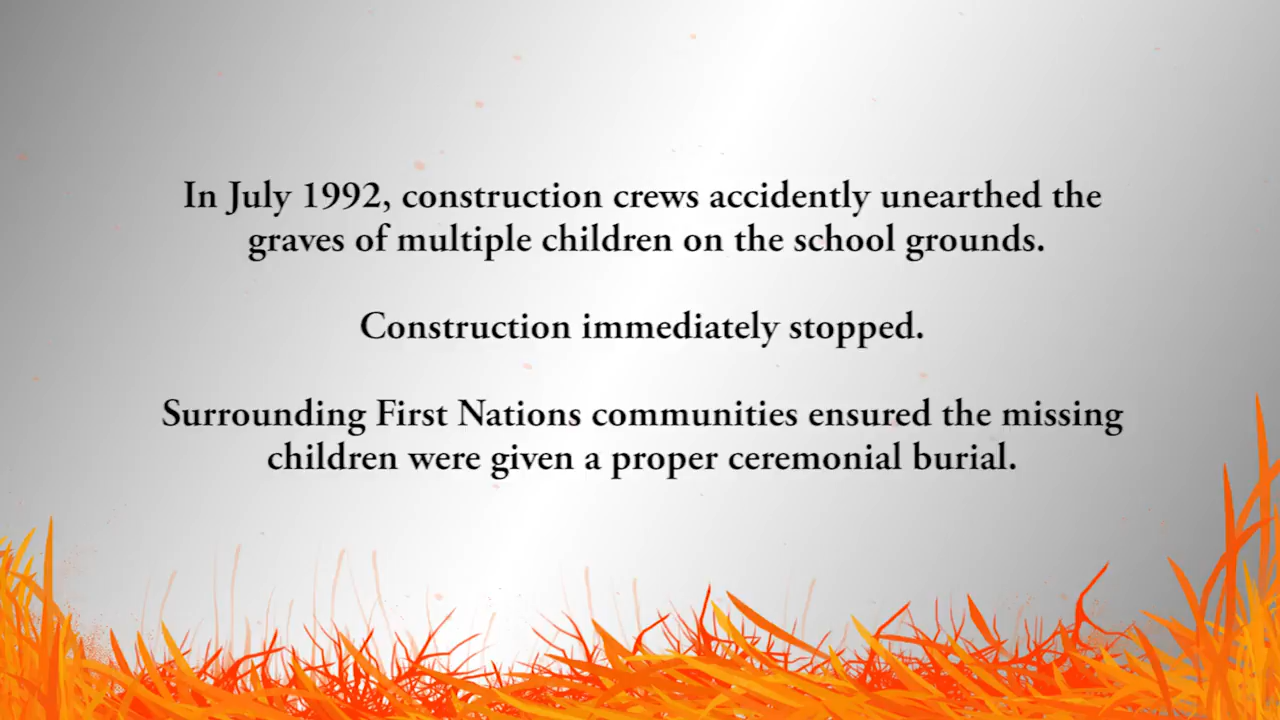 In July 1992, construction crews accidently unearthed the
graves of multiple children on the school grounds.
Construction immediately stopped.
Surrounding First Nations communities ensured the missing
children were given a proper ceremonial burial.